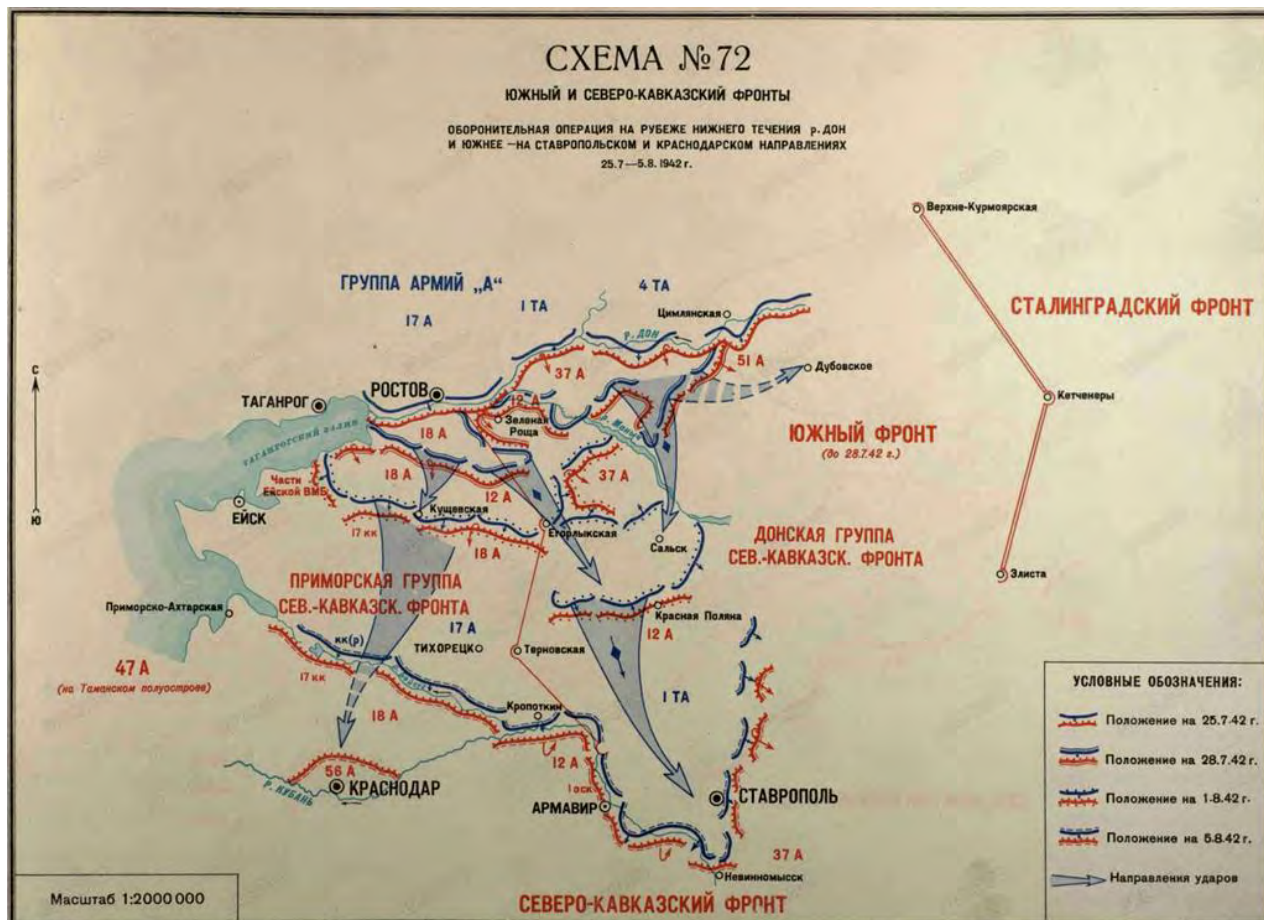 СХЕМА №72
ЮЖНЫЙ И СЕВЕРО-КАВКАЗСКИЙ ФРОНТЫ
ОБОРОНИТЕЛЬНАЯ ОПЕРАЦИЯ НА РУБЕЖЕ НИЖНЕГО ТЕЧЕНИЯ р. ДОН
И ЮЖНЕЕ — НА СТАВРОПОЛЬСКОМ И КРАСНОДАРСКОМ НАПРАВЛЕНИЯХ
25.7—5.8. 1942 г.
Верхне-Курмоярская
ГРУППА АРМИЙ „А“
4 ТА
1 ТА
17 А
Цимлянская
СТАЛИНГРАДСКИЙ ФРОНТ
р. ДОН
51 А
37 А
Дубовское
С
РОСТОВ
ТАГАНРОГ
Кетченеры
12 А
Зеленая
Роща
р. Маныч
ТАГАНРОГСКИЙ ЗАЛИВ
18 А
ЮЖНЫЙ ФРОНТ
(до 28.7.42 г.)
Части
Ейской ВМБ
18 А
12 А
37 А
ЕЙСК
Ю
Кущевская
Егорлыкская
17 кк
18 А
Сальск
ДОНСКАЯ ГРУППА
СЕВ.-КАВКАЗСК. ФРОНТА
Элиста
ПРИМОРСКАЯ ГРУППА
СЕВ.-КАВКАЗСК. ФРОНТА
Приморско-Ахтарская
Красная Поляна
17 А
12 А
кк(р)
ТИХОРЕЦК
Терновская
47 А
(на Таманском полуострове)
17 кк
1 ТА
18 А
Кропоткин
12 А
56 А
КРАСНОДАР
р. КУБАНЬ
1 оск
АРМАВИР
СТАВРОПОЛЬ
37 А
Невинномысск
СЕВЕРО-КАВКАЗСКИЙ ФРОНТ
Масштаб 1:2000000
УСЛОВНЫЕ ОБОЗНАЧЕНИЯ:
Положение на 25.7.42 г.
Положение на 28.7.42 г.
Положение на 1.8.42 г.
Положение на 5.8.42 г.
Направления ударов